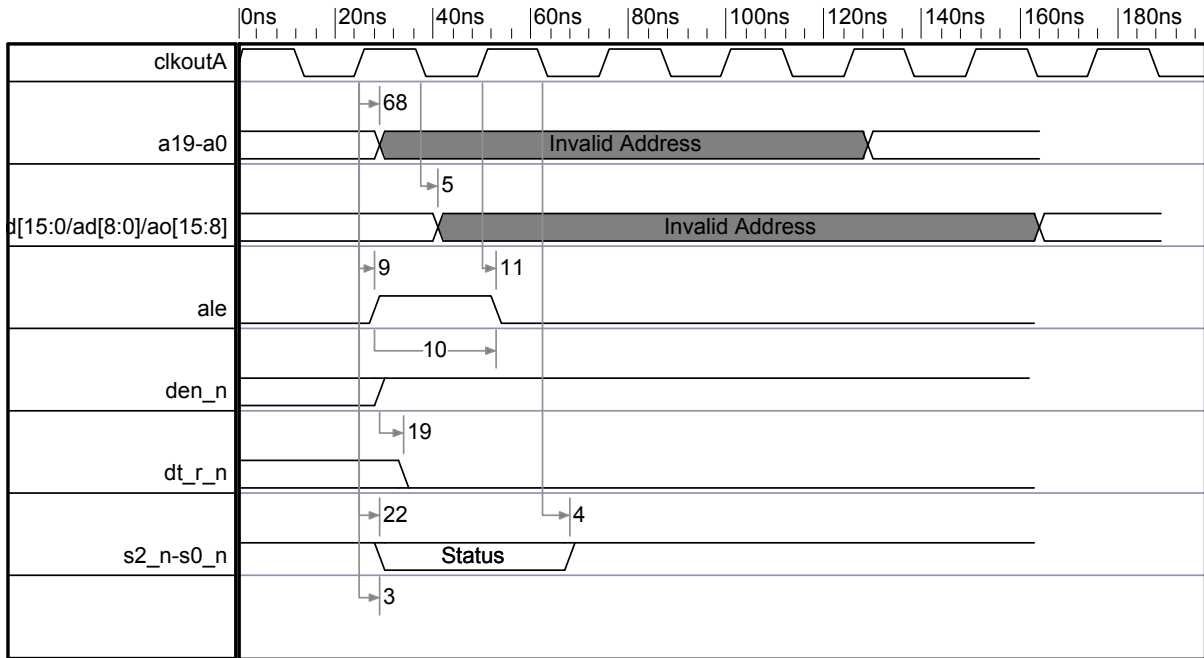 0ns 20ns 40ns 60ns 80ns 100ns 120ns 140ns 160ns 180ns
clkoutA
68
a19-a0 Invalid Address
5
d[15:0/ad[8:0]/ao[15:8] Invalid Address
9 11
ale
10
den_n
19
dt_r_n
22 4
s2_n-s0_n Status
3